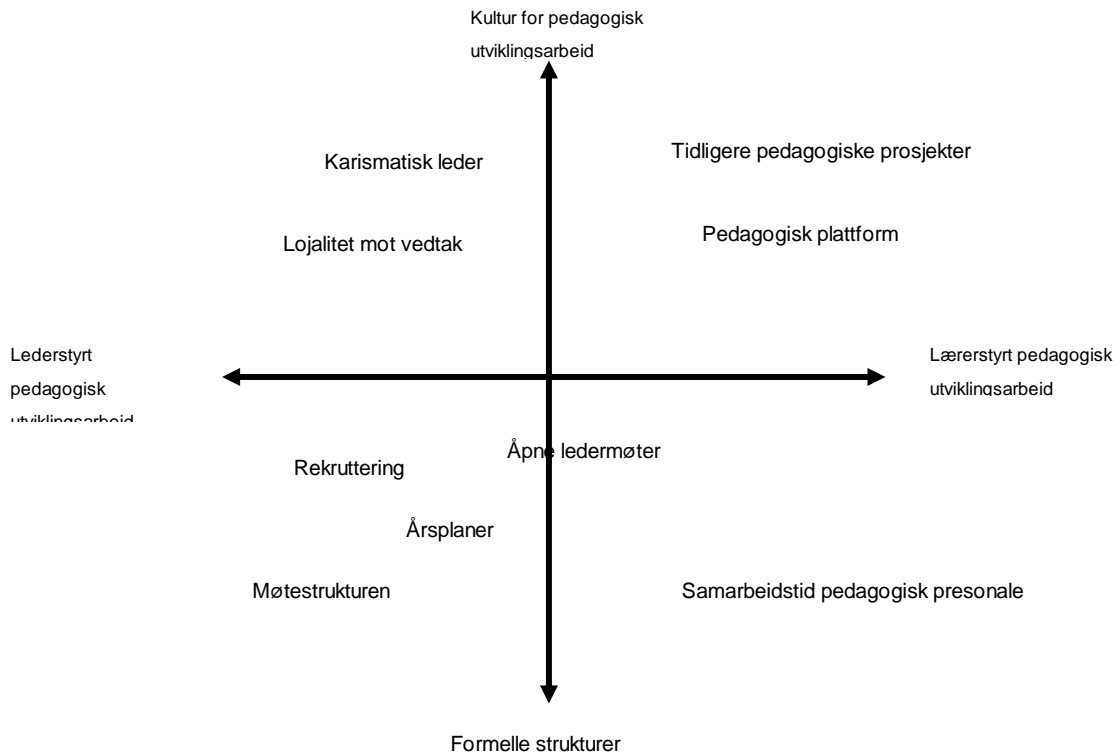 Kultur for pedagogisk
utviklingsarbeid
Karismatisk leder
Tidligere pedagogiske prosjekter
Lojalitet mot vedtak
Pedagogisk plattform
Lederstyrt
pedagogisk
utviklingsarbeid
Lærerstyrt pedagogisk
utviklingsarbeid
Åpne ledermøter
Rekruttering
Årsplaner
Møtestrukturen
Samarbeidstid pedagogisk presonale
Formelle strukturer